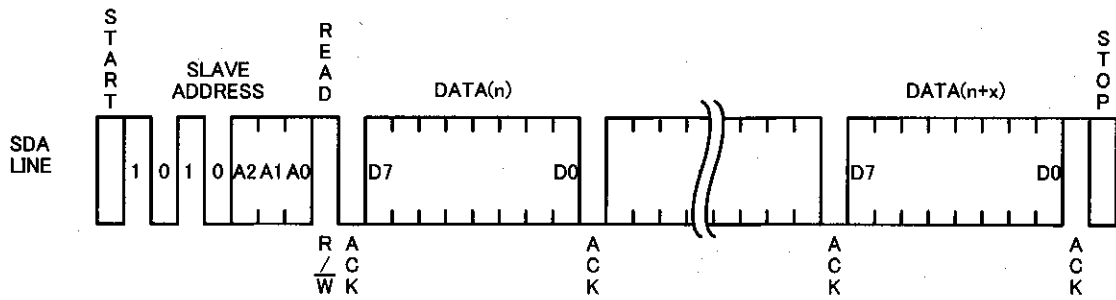 START
SLAVE
ADDRESS
READ
DATA(n)
DATA(n+x)
STOP
SDA
LINE
1 0 1 0 A2 A1 A0
D7 D0
D7 D0
R/W
ACK
ACK
ACK
ACK